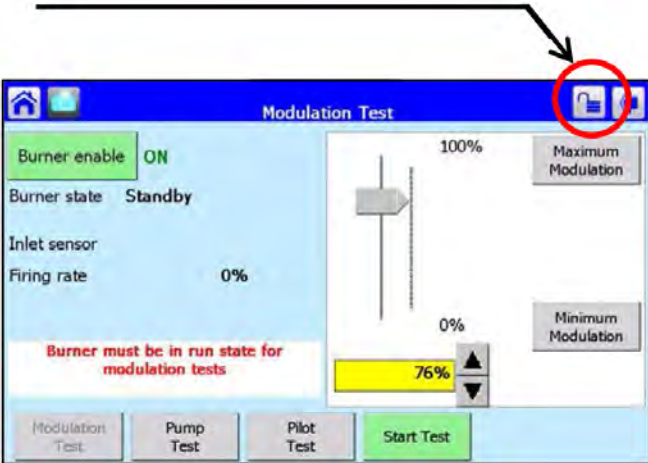 Modulation Test
Burner enable ON
Burner state Standby
Inlet sensor
Firing rate 0%
Burner must be in run state for
modulation tests
100%
0%
76%
Maximum
Modulation
Minimum
Modulation
Modulation
Test
Pump
Test
Pilot
Test
Start Test